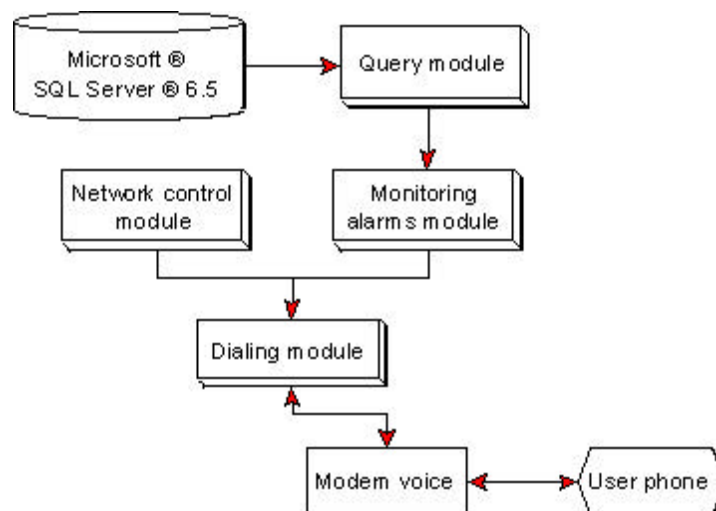 Microsoft ®
SQL Server ® 6.5
Query module
Network control
module
Monitoring
alarms module
Dialing module
Modem voice
User phone